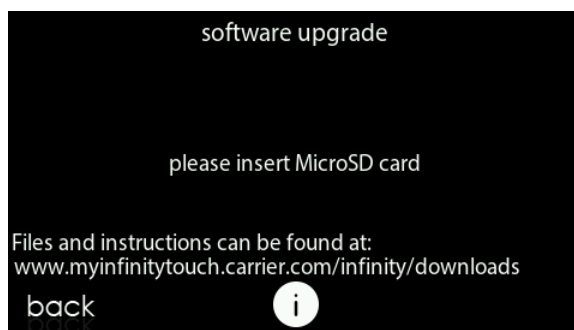 software upgrade
please insert MicroSD card
Files and instructions can be found at:
www.myinfinitytouch.carrier.com/infinity/downloads
back
i